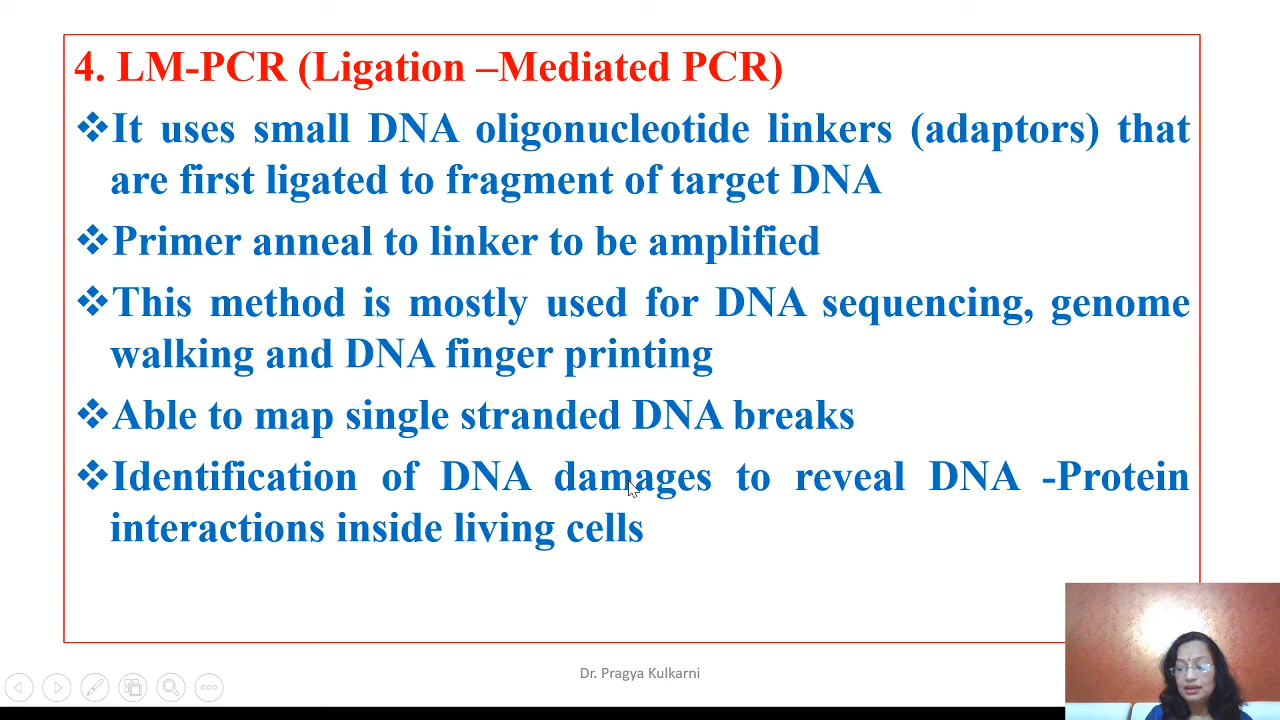 4. LM-PCR (Ligation –Mediated PCR)
❖It uses small DNA oligonucleotide linkers (adaptors) that
are first ligated to fragment of target DNA
❖Primer anneal to linker to be amplified
❖This method is mostly used for DNA sequencing, genome
walking and DNA finger printing
❖Able to map single stranded DNA breaks
❖Identification of DNA damages to reveal DNA -Protein
interactions inside living cells
Dr. Pragya Kulkarni